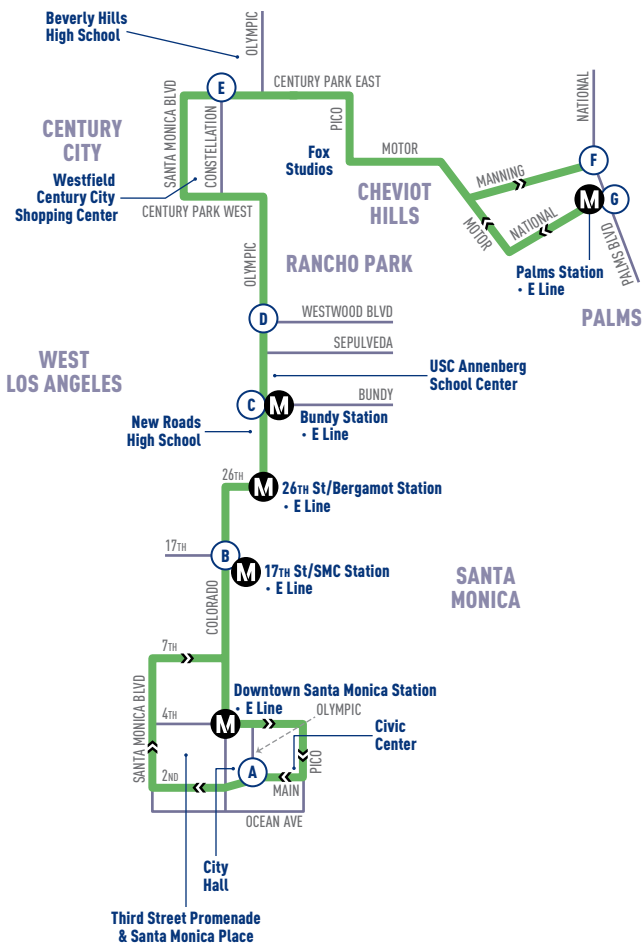 Beverly Hills
High School
OLYMPIC
NATIONAL
SANTA MONICA BLVD
E
CENTURY PARK EAST
CONSTELLATION
PICO
CENTURY
CITY
Fox
Studios
MOTOR
F
MANNING
Westfield
Century City
Shopping Center
CHEVIOT
HILLS
M
G
CENTURY PARK WEST
MOTOR
NATIONAL
PALMS BLVD
OLYMPIC
RANCHO PARK
Palms Station
• E Line
PALMS
D
WESTWOOD BLVD
SEPULVEDA
WEST
LOS ANGELES
USC Annenberg
School Center
BUNDY
C
M
New Roads
High School
Bundy Station
• E Line
26TH
M
26TH St/Bergamot Station
• E Line
17TH
B
M
17TH St/SMC Station
• E Line
SANTA
MONICA
COLORADO
7TH
SANTA MONICA BLVD
Downtown Santa Monica Station
• E Line
4TH
M
OLYMPIC
Civic
Center
PICO
A
2ND
MAIN
OCEAN AVE
City
Hall
Third Street Promenade
& Santa Monica Place